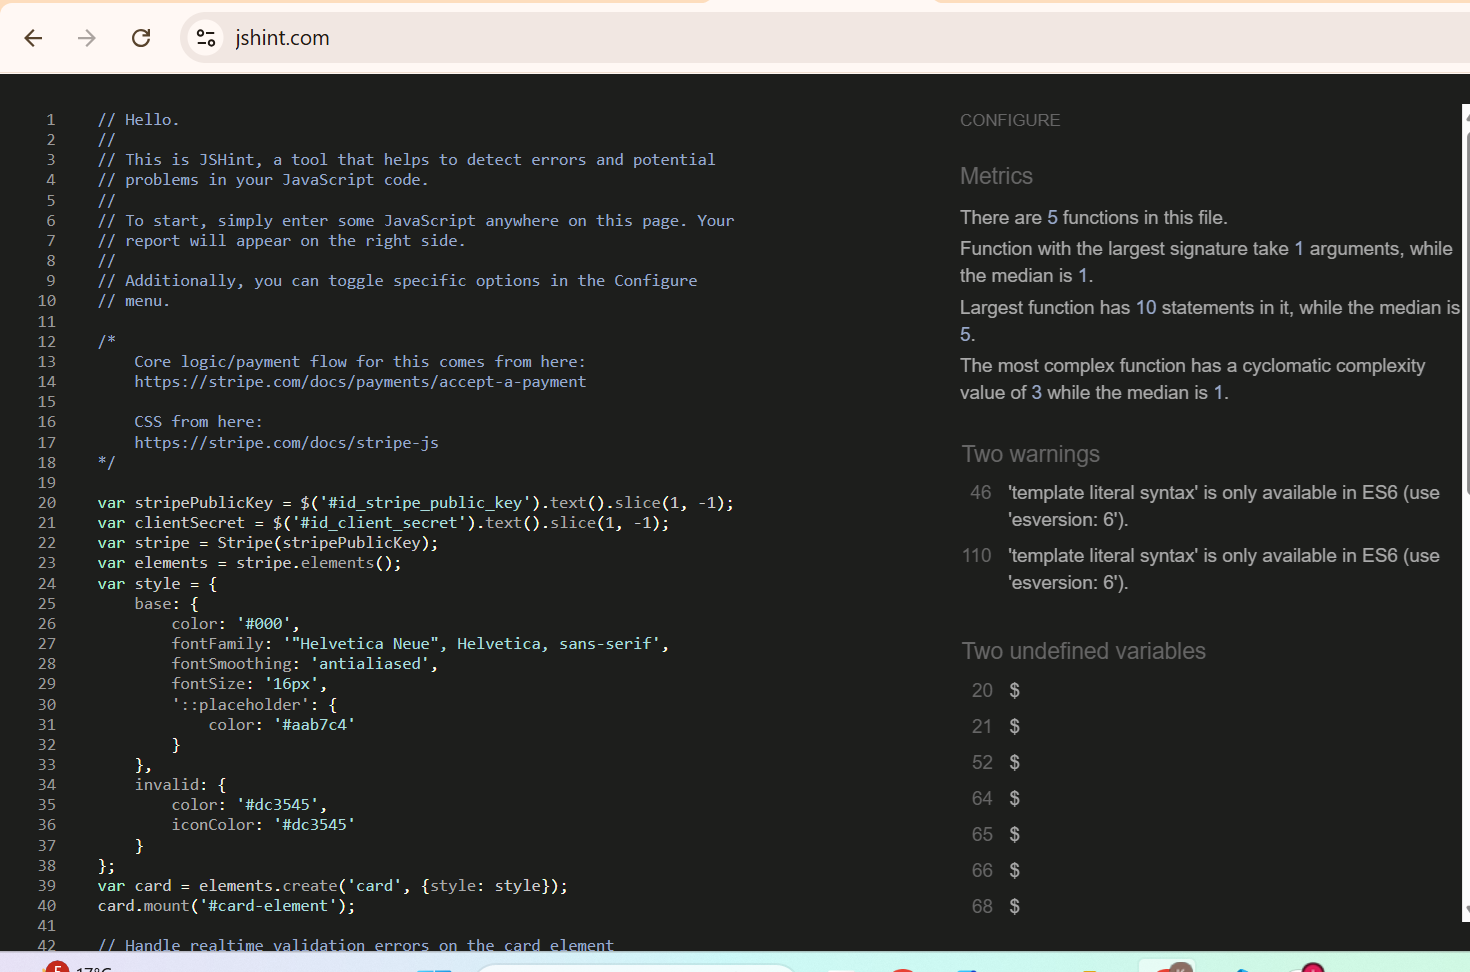 jshint.com
1 // Hello.
2 //
3 // This is JSHint, a tool that helps to detect errors and potential
4 // problems in your JavaScript code.
5 //
6 // To start, simply enter some JavaScript anywhere on this page. Your
7 // report will appear on the right side.
8 //
9 // Additionally, you can toggle specific options in the Configure
10 // menu.
11
12 /*
13     Core logic/payment flow for this comes from here:
14     https://stripe.com/docs/payments/accept-a-payment
15
16     CSS from here:
17     https://stripe.com/docs/stripe-js
18 */
19
20 var stripePublicKey = $('#id_stripe_public_key').text().slice(1, -1);
21 var clientSecret = $('#id_client_secret').text().slice(1, -1);
22 var stripe = Stripe(stripePublicKey);
23 var elements = stripe.elements();
24 var style = {
25     base: {
26         color: '#000',
27         fontFamily: '"Helvetica Neue", Helvetica, sans-serif',
28         fontSmoothing: 'antialiased',
29         fontSize: '16px',
30         '::placeholder': {
31             color: '#aab7c4'
32         }
33     },
34     invalid: {
35         color: '#dc3545',
36         iconColor: '#dc3545'
37     }
38 };
39 var card = elements.create('card', {style: style});
40 card.mount('#card-element');
41
42 // Handle realtime validation errors on the card element
CONFIGURE
Metrics
There are 5 functions in this file.
Function with the largest signature take 1 arguments, while
the median is 1.
Largest function has 10 statements in it, while the median is
5.
The most complex function has a cyclomatic complexity
value of 3 while the median is 1.
Two warnings
46 'template literal syntax' is only available in ES6 (use
'esversion: 6').
110 'template literal syntax' is only available in ES6 (use
'esversion: 6').
Two undefined variables
20 $
21 $
52 $
64 $
65 $
66 $
68 $
5
17°C